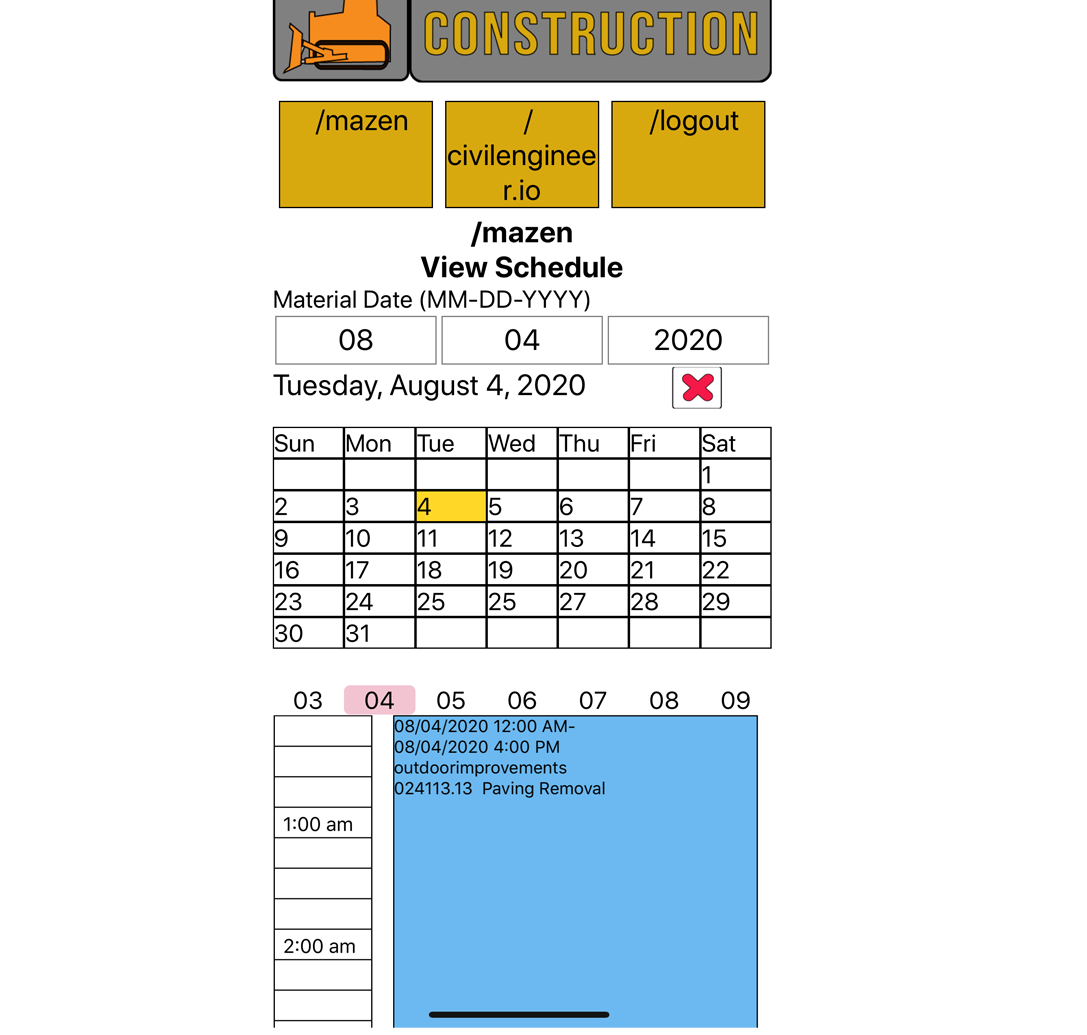 CONSTRUCTION
/mazen
/
civilenginee
r.io
/logout
/mazen
View Schedule
Material Date (MM-DD-YYYY)
08 04 2020
Tuesday, August 4, 2020
Sun Mon Tue Wed Thu Fri Sat
1
2 3 4 5 6 7 8
9 10 11 12 13 14 15
16 17 18 19 20 21 22
23 24 25 25 27 28 29
30 31
03 04 05 06 07 08 09
08/04/2020 12:00 AM-
08/04/2020 4:00 PM
outdoorimprovements
024113.13 Paving Removal
1:00 am
2:00 am